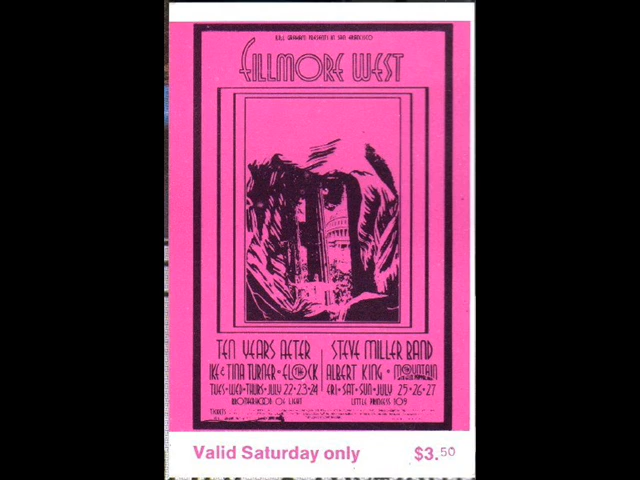 BILL GRAHAM PRESENTS IN SAN FRANCISCO
FILLMORE WEST
TEN YEARS AFTER
IKE & TINA TURNER • FLOCK
TUES • WED • THURS • JULY 22 • 23 • 24
BROTHERHOOD OF LIGHT
STEVE MILLER BAND
ALBERT KING • MOUNTAIN
FRI • SAT • SUN • JULY 25 • 26 • 27
LITTLE PRINCESS 109
TICKETS
Valid Saturday only $3.50